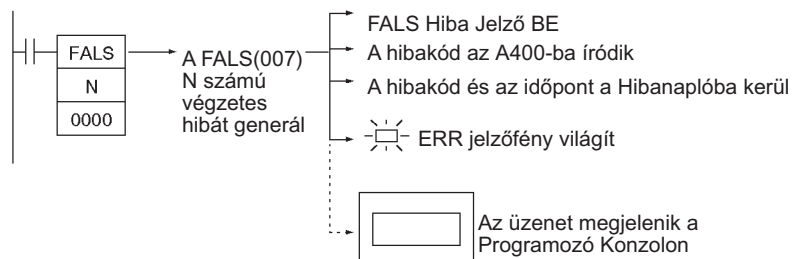 FALS
N
0000
A FALS(007)
N számú
végzetes
hibát generál
FALS Hiba Jelző BE
A hibakód az A400-ba íródik
A hibakód és az időpont a Hibanaplóba kerül
ERR jelzőfény világít
Az üzenet megjelenik a
Programozó Konzolon